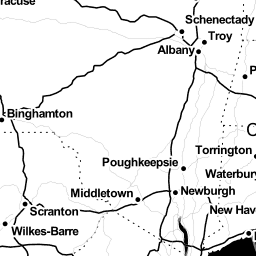 Schenectady
Troy
Albany
Binghamton
Torrington
Poughkeepsie
Waterbury
Middletown
Newburgh
Scranton
New Hav
Wilkes-Barre